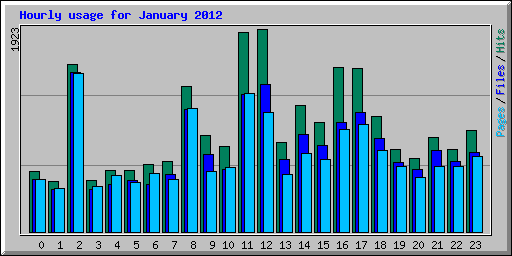 Hourly usage for January 2012
1923
Pages / Files / Hits
0 1 2 3 4 5 6 7 8 9 10 11 12 13 14 15 16 17 18 19 20 21 22 23